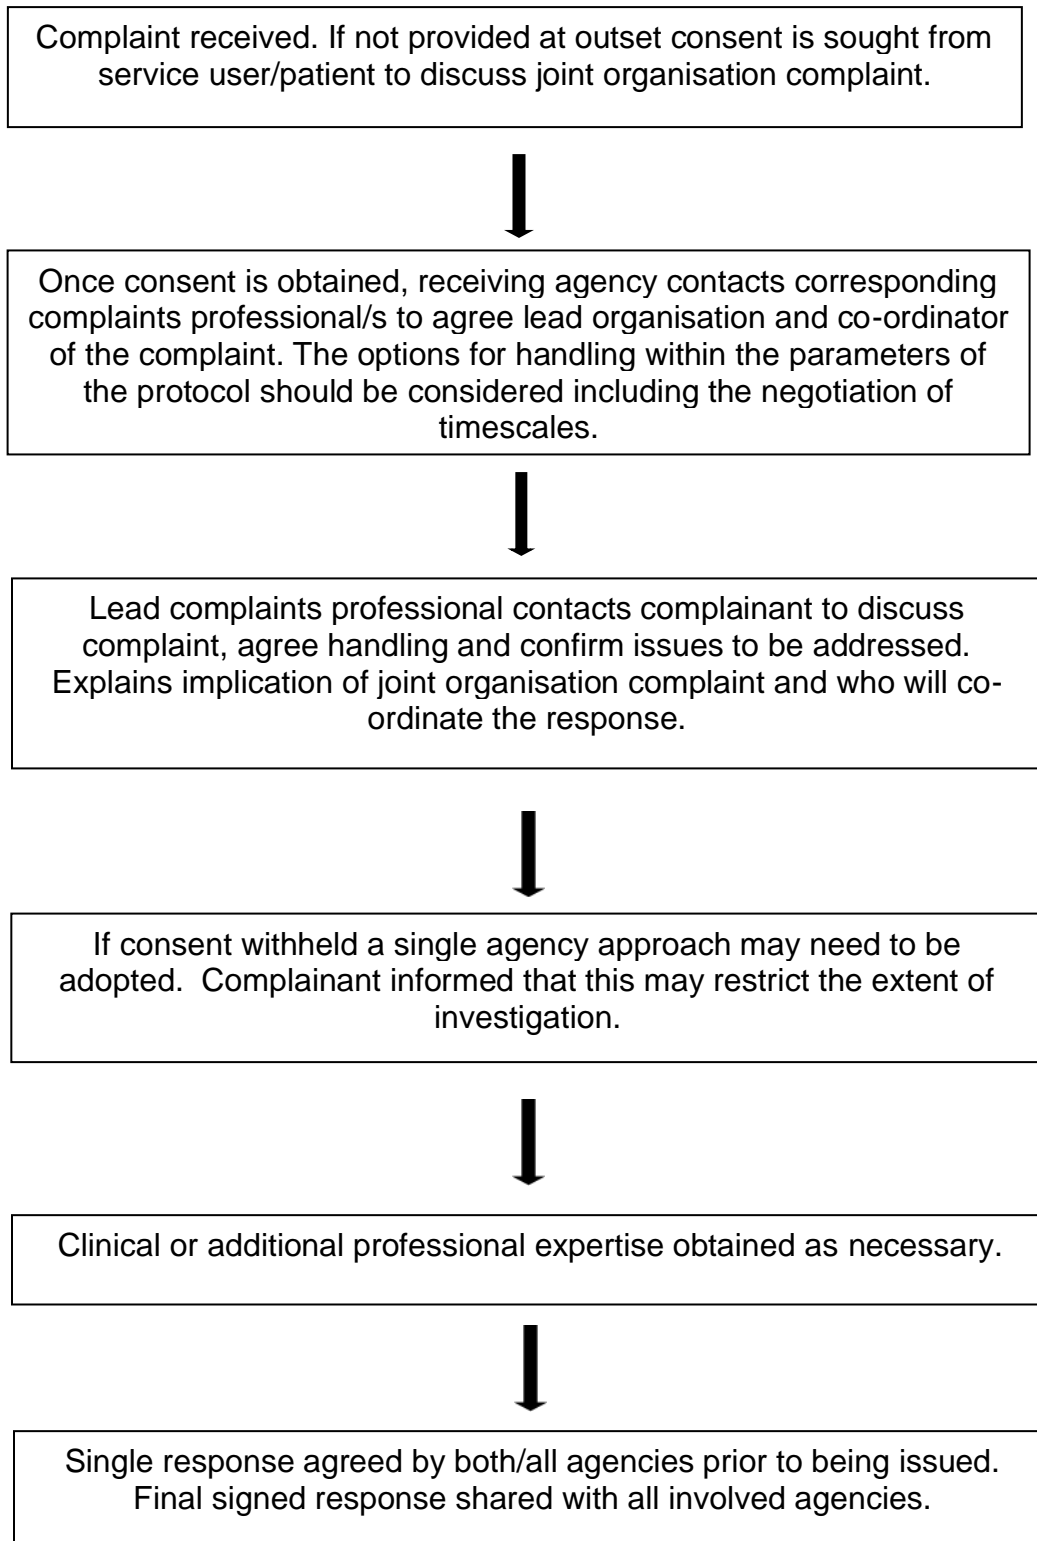 Complaint received. If not provided at outset consent is sought from
service user/patient to discuss joint organisation complaint.
Once consent is obtained, receiving agency contacts corresponding
complaints professional/s to agree lead organisation and co-ordinator
of the complaint. The options for handling within the parameters of
the protocol should be considered including the negotiation of
timescales.
Lead complaints professional contacts complainant to discuss
complaint, agree handling and confirm issues to be addressed.
Explains implication of joint organisation complaint and who will co-
ordinate the response.
If consent withheld a single agency approach may need to be
adopted.  Complainant informed that this may restrict the extent of
investigation.
Clinical or additional professional expertise obtained as necessary.
Single response agreed by both/all agencies prior to being issued.
Final signed response shared with all involved agencies.